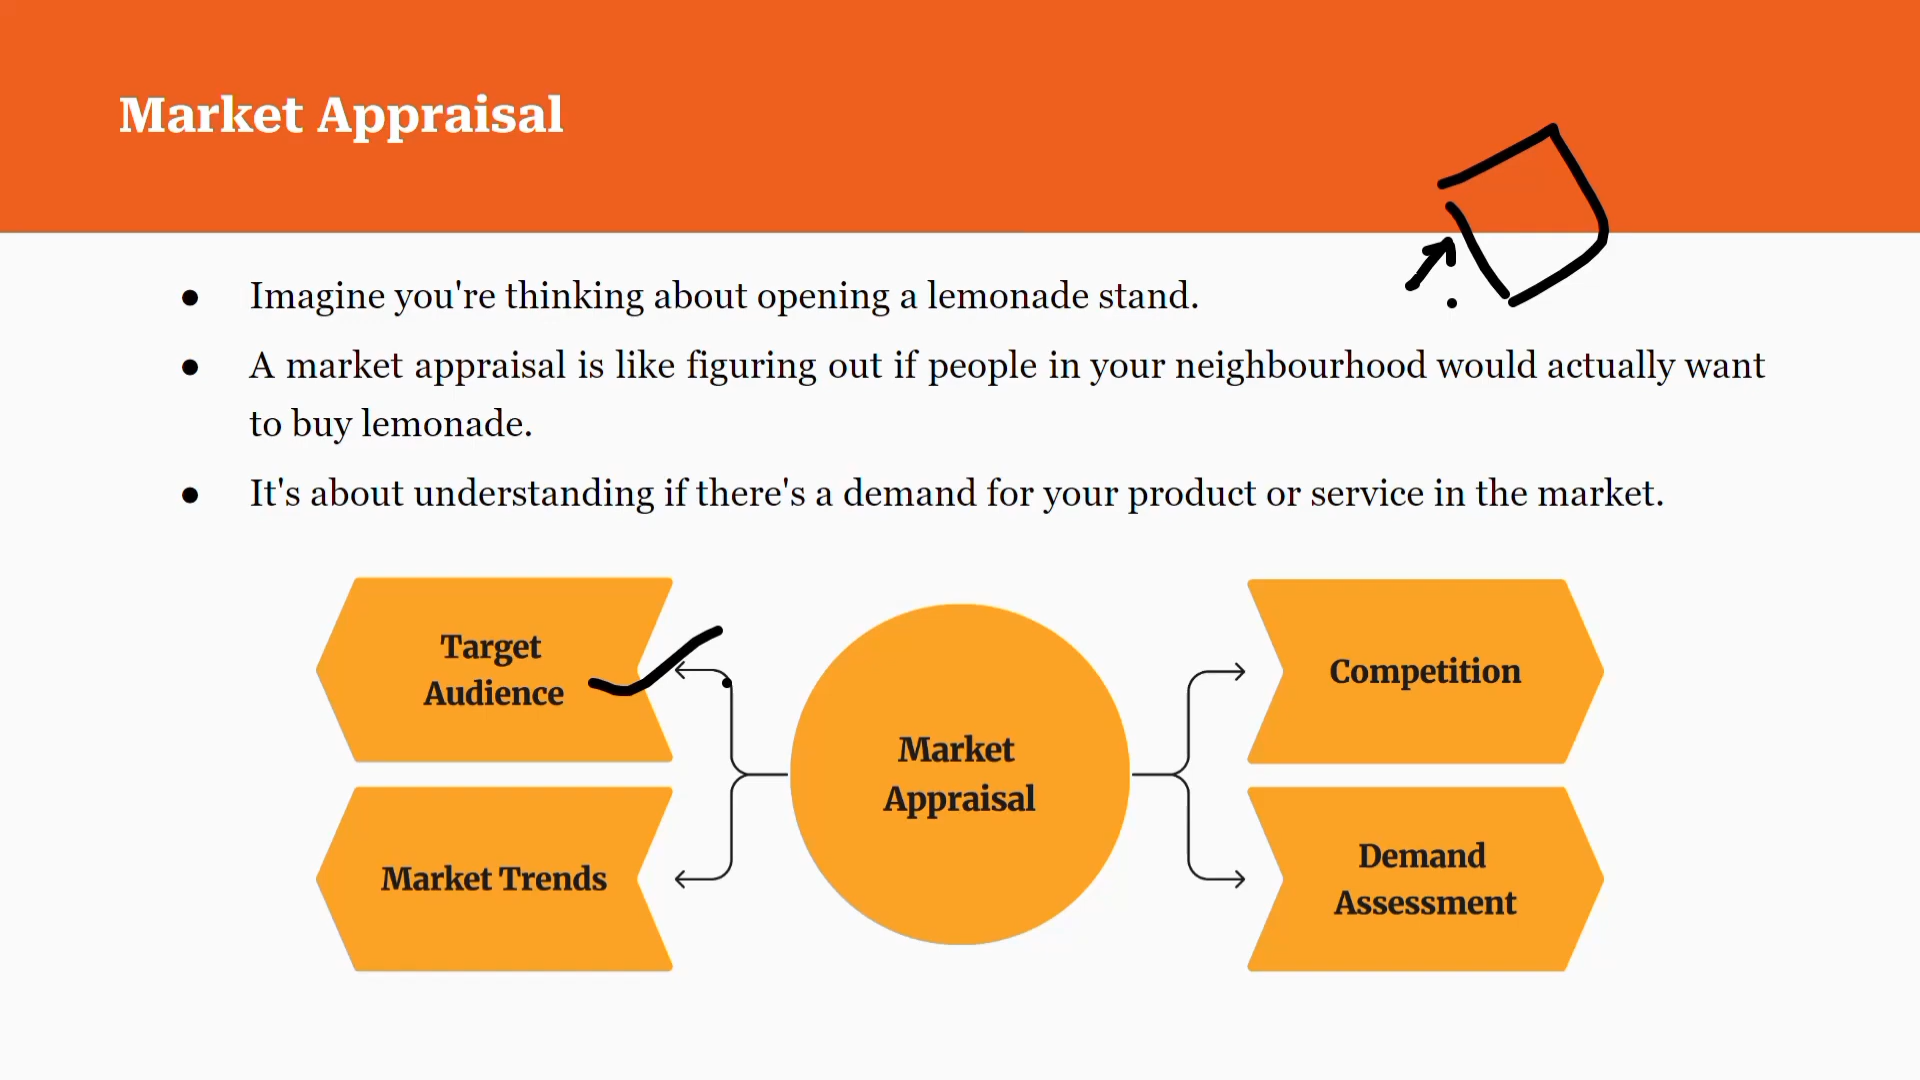 Market Appraisal
● Imagine you're thinking about opening a lemonade stand.
● A market appraisal is like figuring out if people in your neighbourhood would actually want
to buy lemonade.
● It's about understanding if there's a demand for your product or service in the market.
Target
Audience
Market Trends
Market
Appraisal
Competition
Demand
Assessment